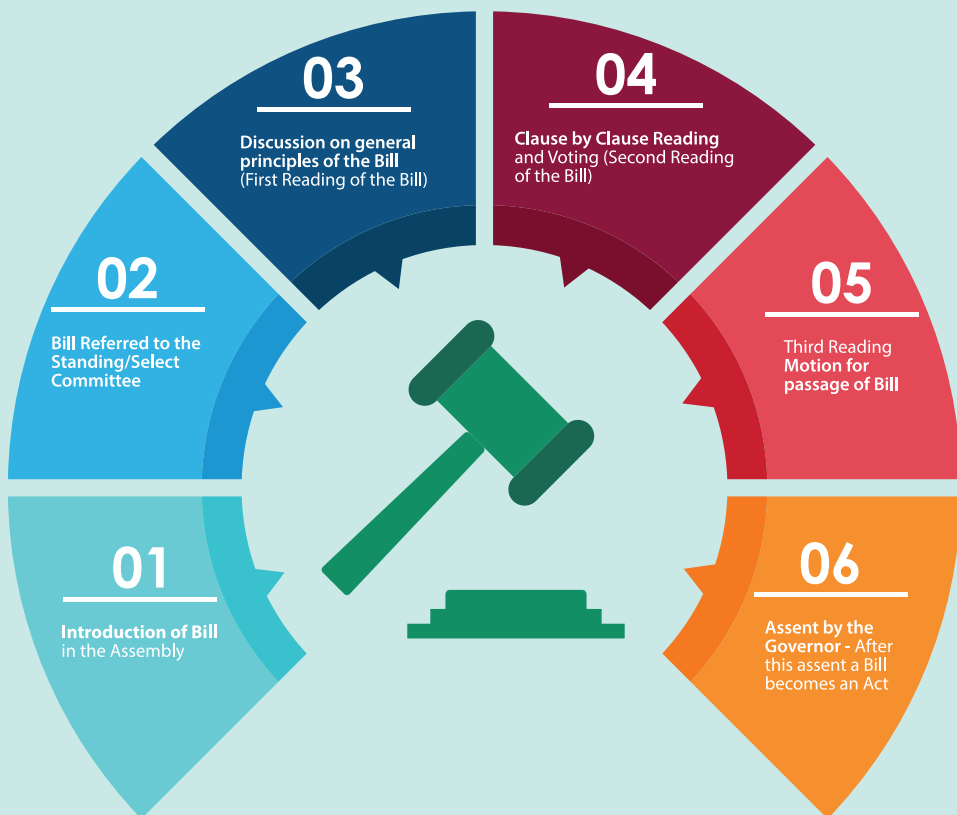 01
Introduction of Bill
in the Assembly
02
Bill Referred to the
Standing/Select
Committee
03
Discussion on general
principles of the Bill
(First Reading of the Bill)
04
Clause by Clause Reading
and Voting (Second Reading
of the Bill)
05
Third Reading
Motion for
passage of Bill
06
Assent by the
Governor - After
this assent a Bill
becomes an Act